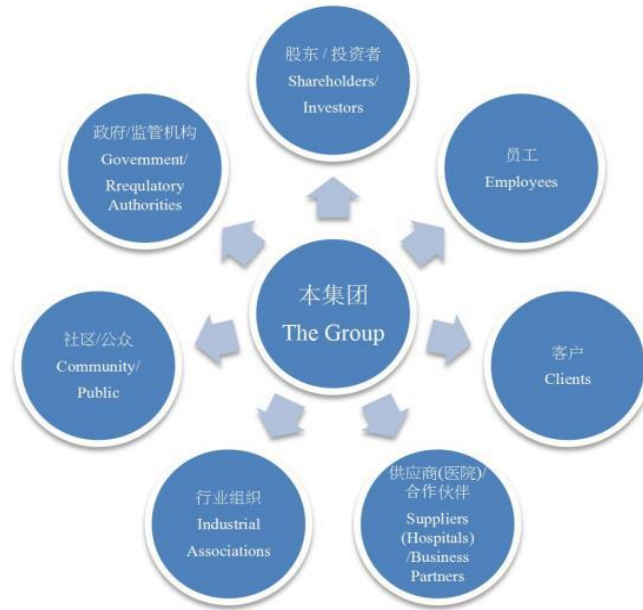 股东 / 投资者
Shareholders/
Investors
员工
Employees
客户
Clients
供应商(医院)/
合作伙伴
Suppliers
(Hospitals)
/Business
Partners
行业组织
Industrial
Associations
社区/公众
Community/
Public
政府/监管机构
Government/
Rrequlatory
Authorities
本集团
The Group